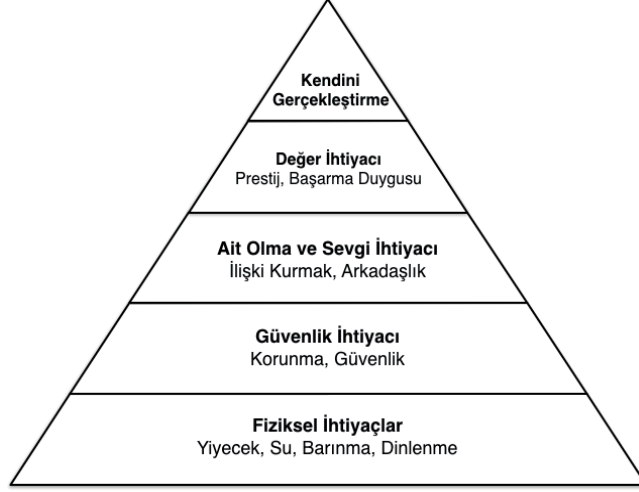 Kendini
Gerçekleştirme
Değer İhtiyacı
Prestij, Başarma Duygusu
Ait Olma ve Sevgi İhtiyacı
İlişki Kurmak, Arkadaşlık
Güvenlik İhtiyacı
Korunma, Güvenlik
Fiziksel İhtiyaçlar
Yiyecek, Su, Barınma, Dinlenme